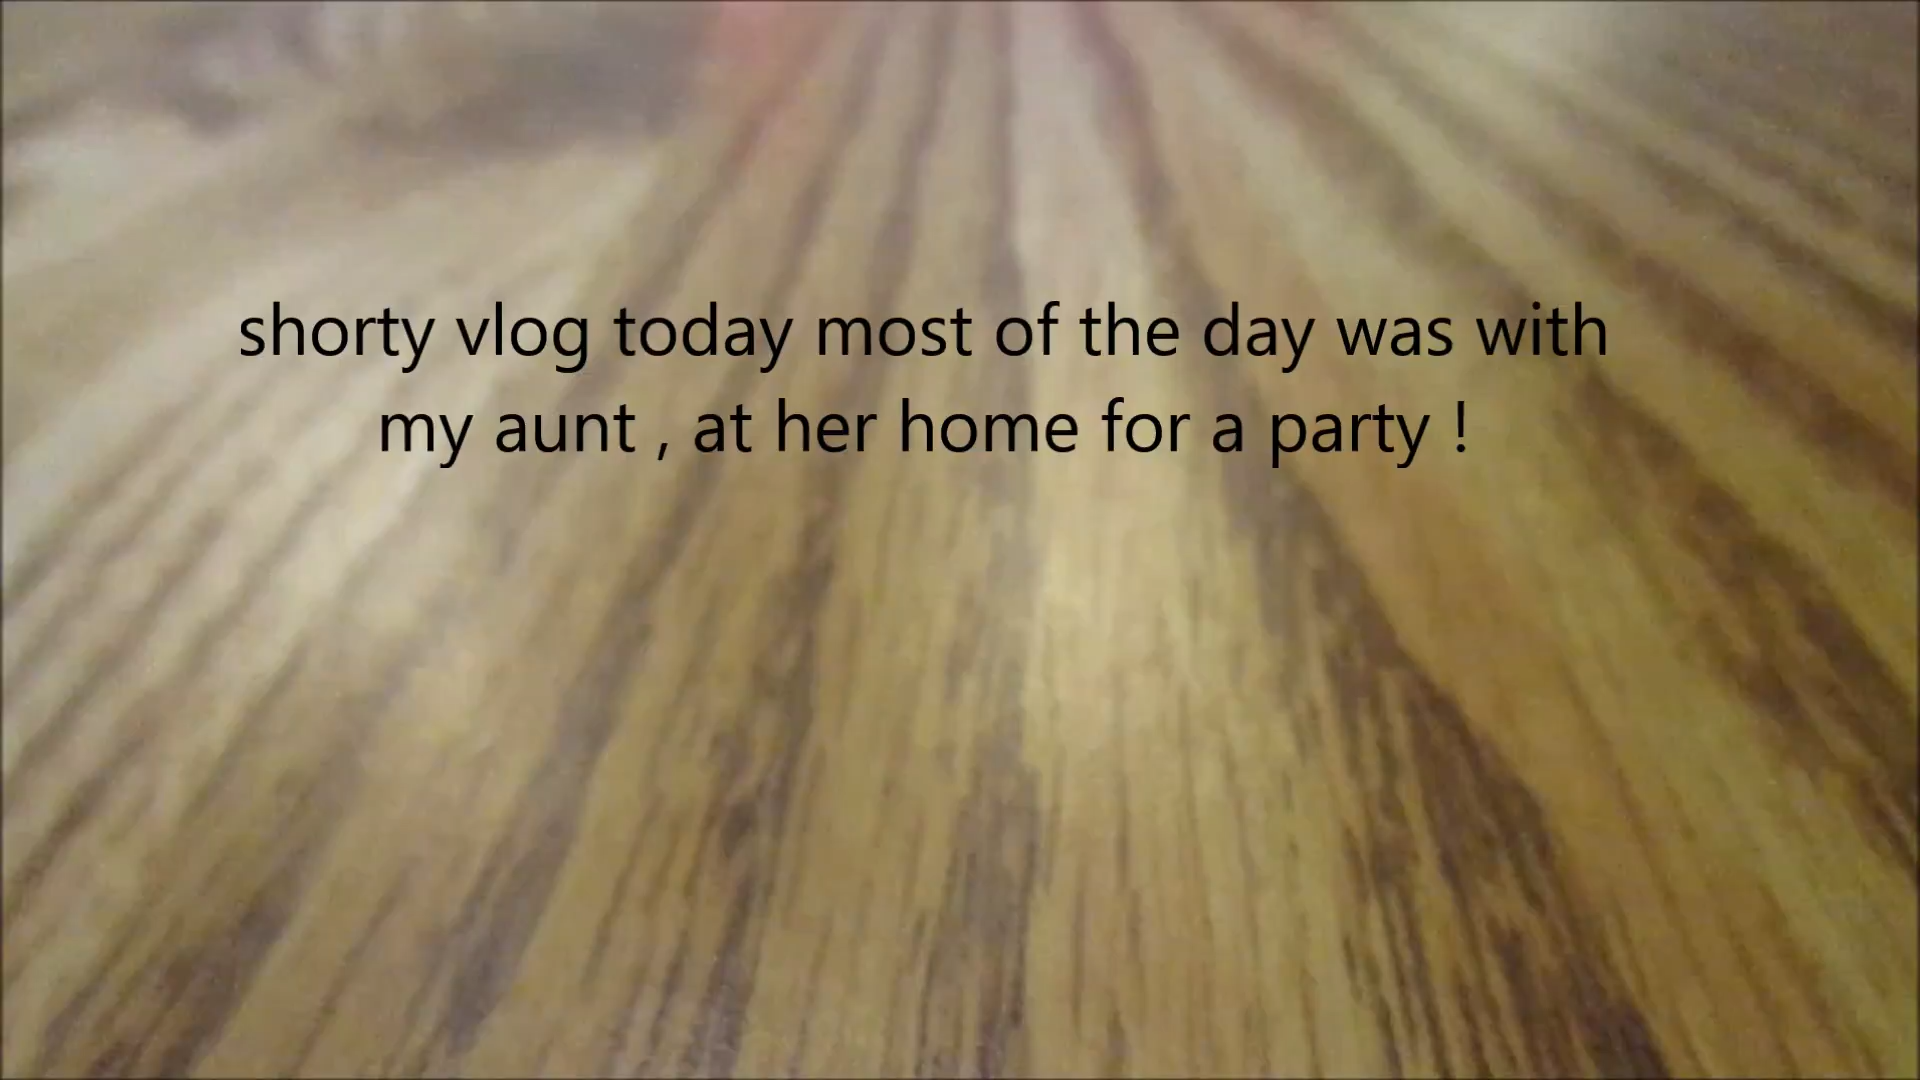 shorty vlog today most of the day was with
my aunt , at her home for a party !